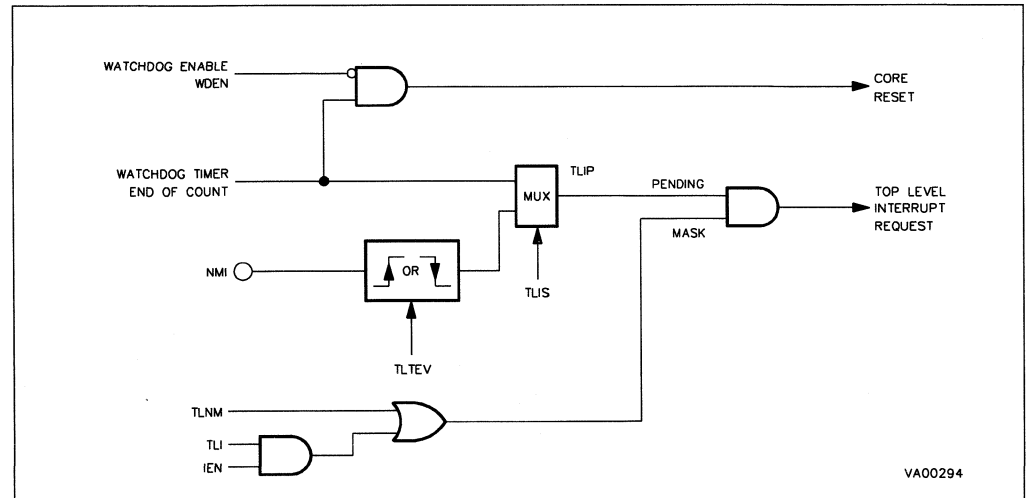 WATCHDOG ENABLE
WDEN
CORE
RESET
WATCHDOG TIMER
END OF COUNT
MUX
TLIP
PENDING
MASK
TOP LEVEL
INTERRUPT
REQUEST
NMI
OR
TLIS
TLTEV
TLNM
TLI
IEN
VA00294